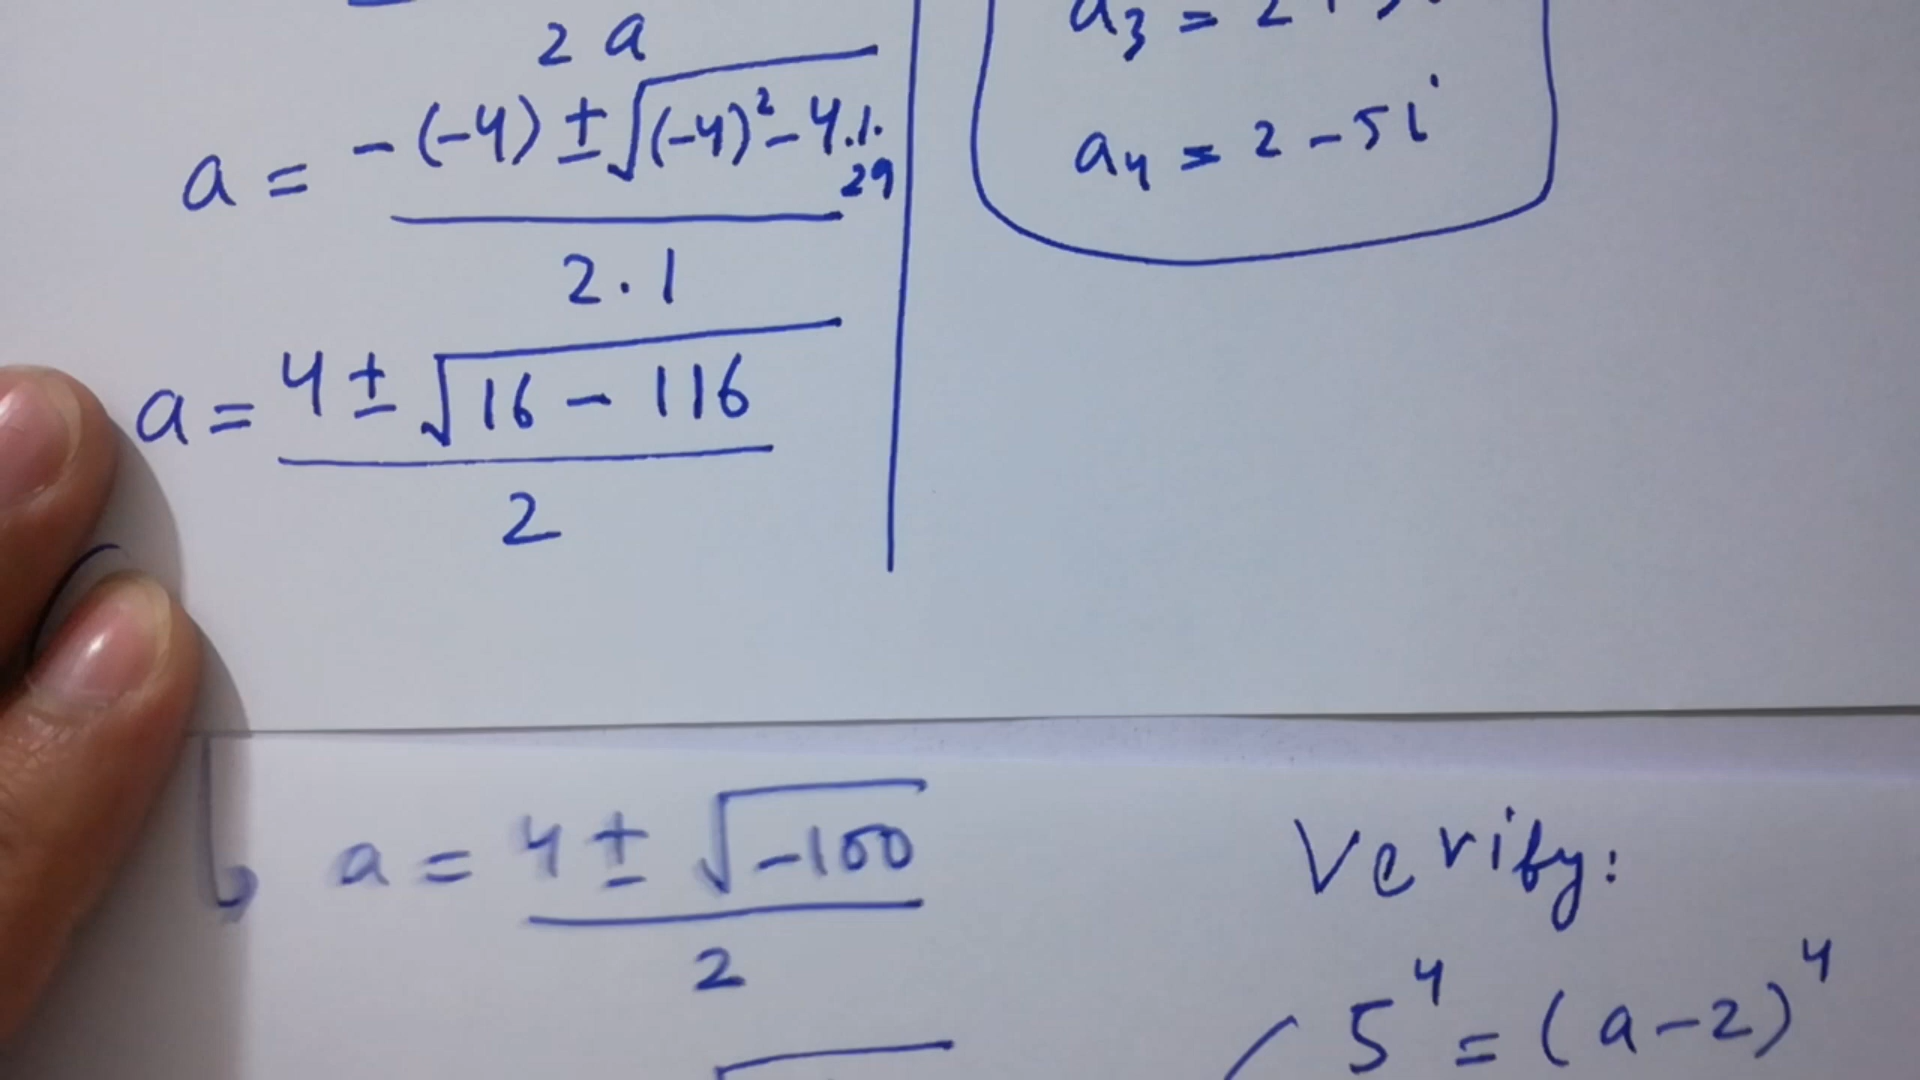 2a
a = -(-4) ± √(-4)² - 4.1.29
2.1
a = 4 ± √16 - 116
2
a = 4 ± √-100
2
a₄ = 2 - 5i
Verify:
5⁴ = (a-2)⁴